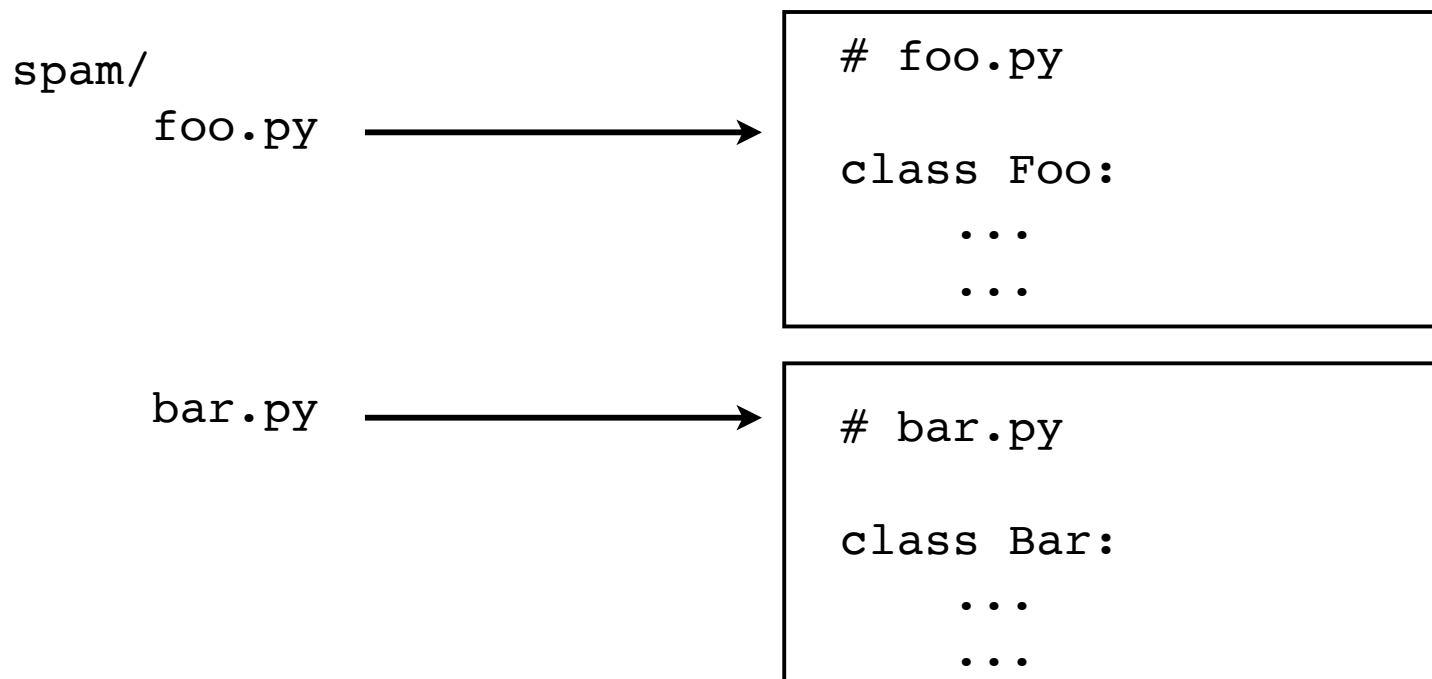 spam/
foo.py
bar.py
# foo.py
class Foo:
...
...
# bar.py
class Bar:
...
...